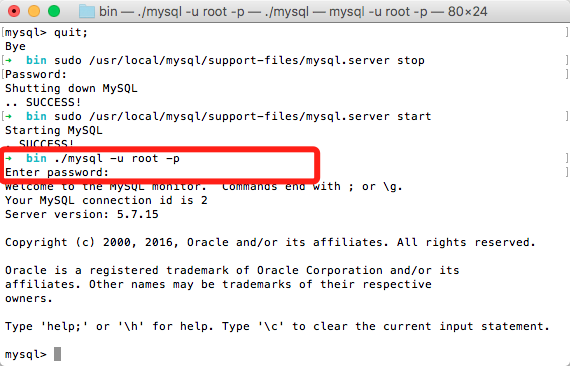 bin — ./mysql -u root -p — ./mysql — mysql -u root -p — 80×24
[mysql> quit;
Bye
[➜ bin sudo /usr/local/mysql/support-files/mysql.server stop
[Password:
Shutting down MySQL
.. SUCCESS!
[➜ bin sudo /usr/local/mysql/support-files/mysql.server start
Starting MySQL
. SUCCESS!
➜ bin ./mysql -u root -p
Enter password:
Welcome to the MySQL monitor.  Commands end with ; or \g.
Your MySQL connection id is 2
Server version: 5.7.15
Copyright (c) 2000, 2016, Oracle and/or its affiliates. All rights reserved.
Oracle is a registered trademark of Oracle Corporation and/or its
affiliates. Other names may be trademarks of their respective
owners.
Type 'help;' or '\h' for help. Type '\c' to clear the current input statement.
mysql>